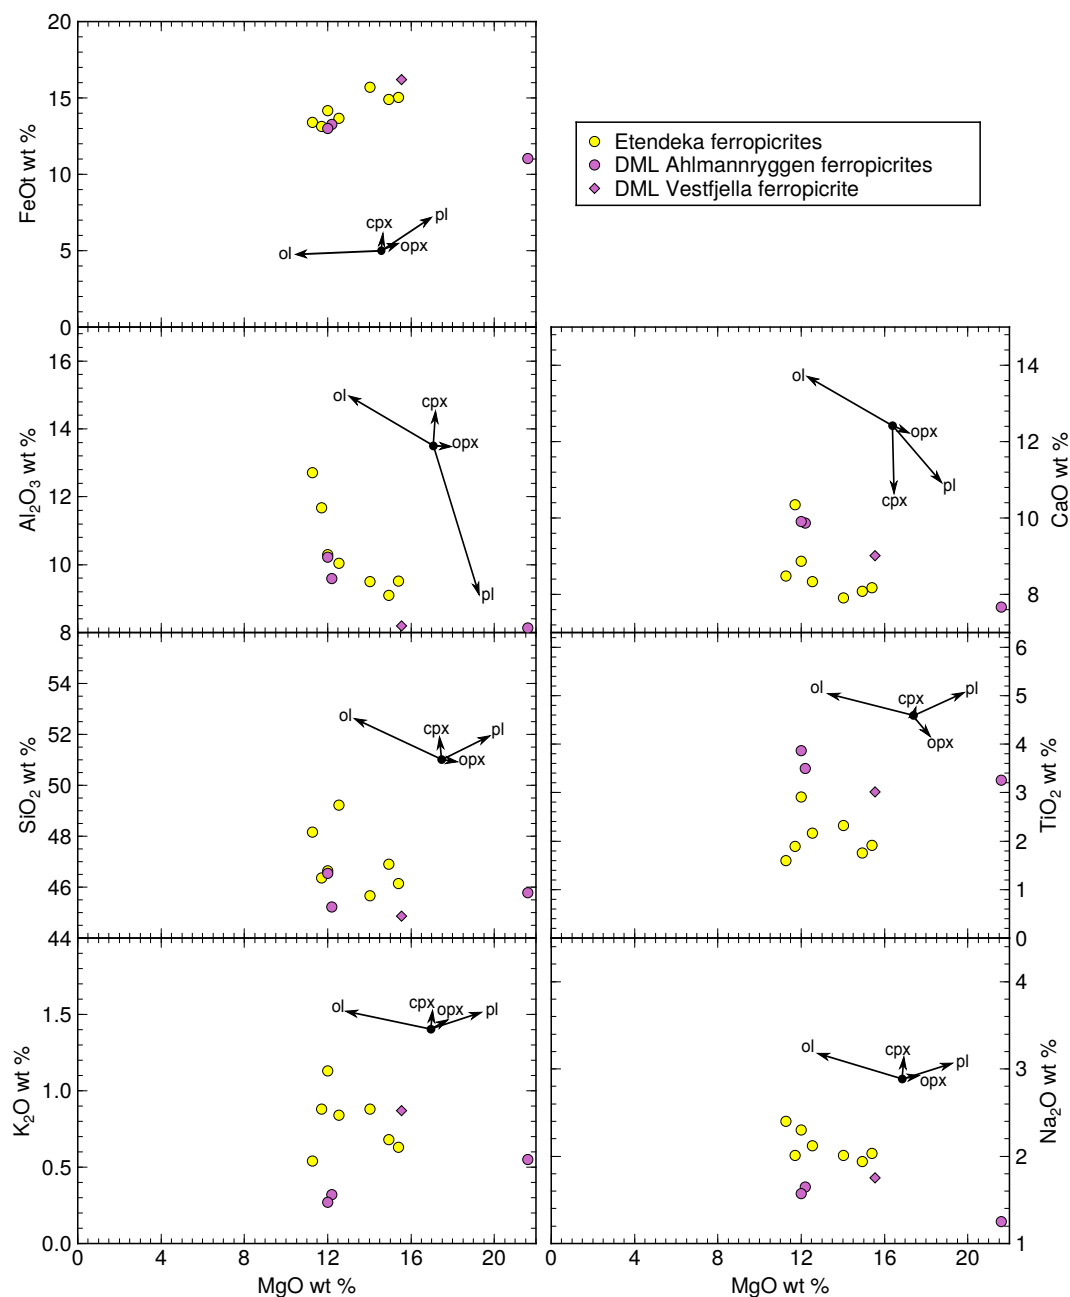 20
15
10
5
0
FeOt wt %
cpx
pl
opx
ol
Etendeka ferropicrites
DML Ahlmannryggen ferropicrites
DML Vestfjella ferropicrite
16
14
12
10
8
Al2O3 wt %
ol
cpx
opx
pl
14
12
10
8
CaO wt %
ol
opx
pl
cpx
54
52
50
48
46
44
SiO2 wt %
ol
cpx
pl
opx
6
5
4
3
2
1
0
TiO2 wt %
ol
cpx
pl
opx
1.5
1.0
0.5
0.0
K2O wt %
ol
cpx
opx
pl
4
3
2
1
Na2O wt %
ol
cpx
pl
opx
0 4 8 12 16 20
MgO wt %
0 4 8 12 16 20
MgO wt %